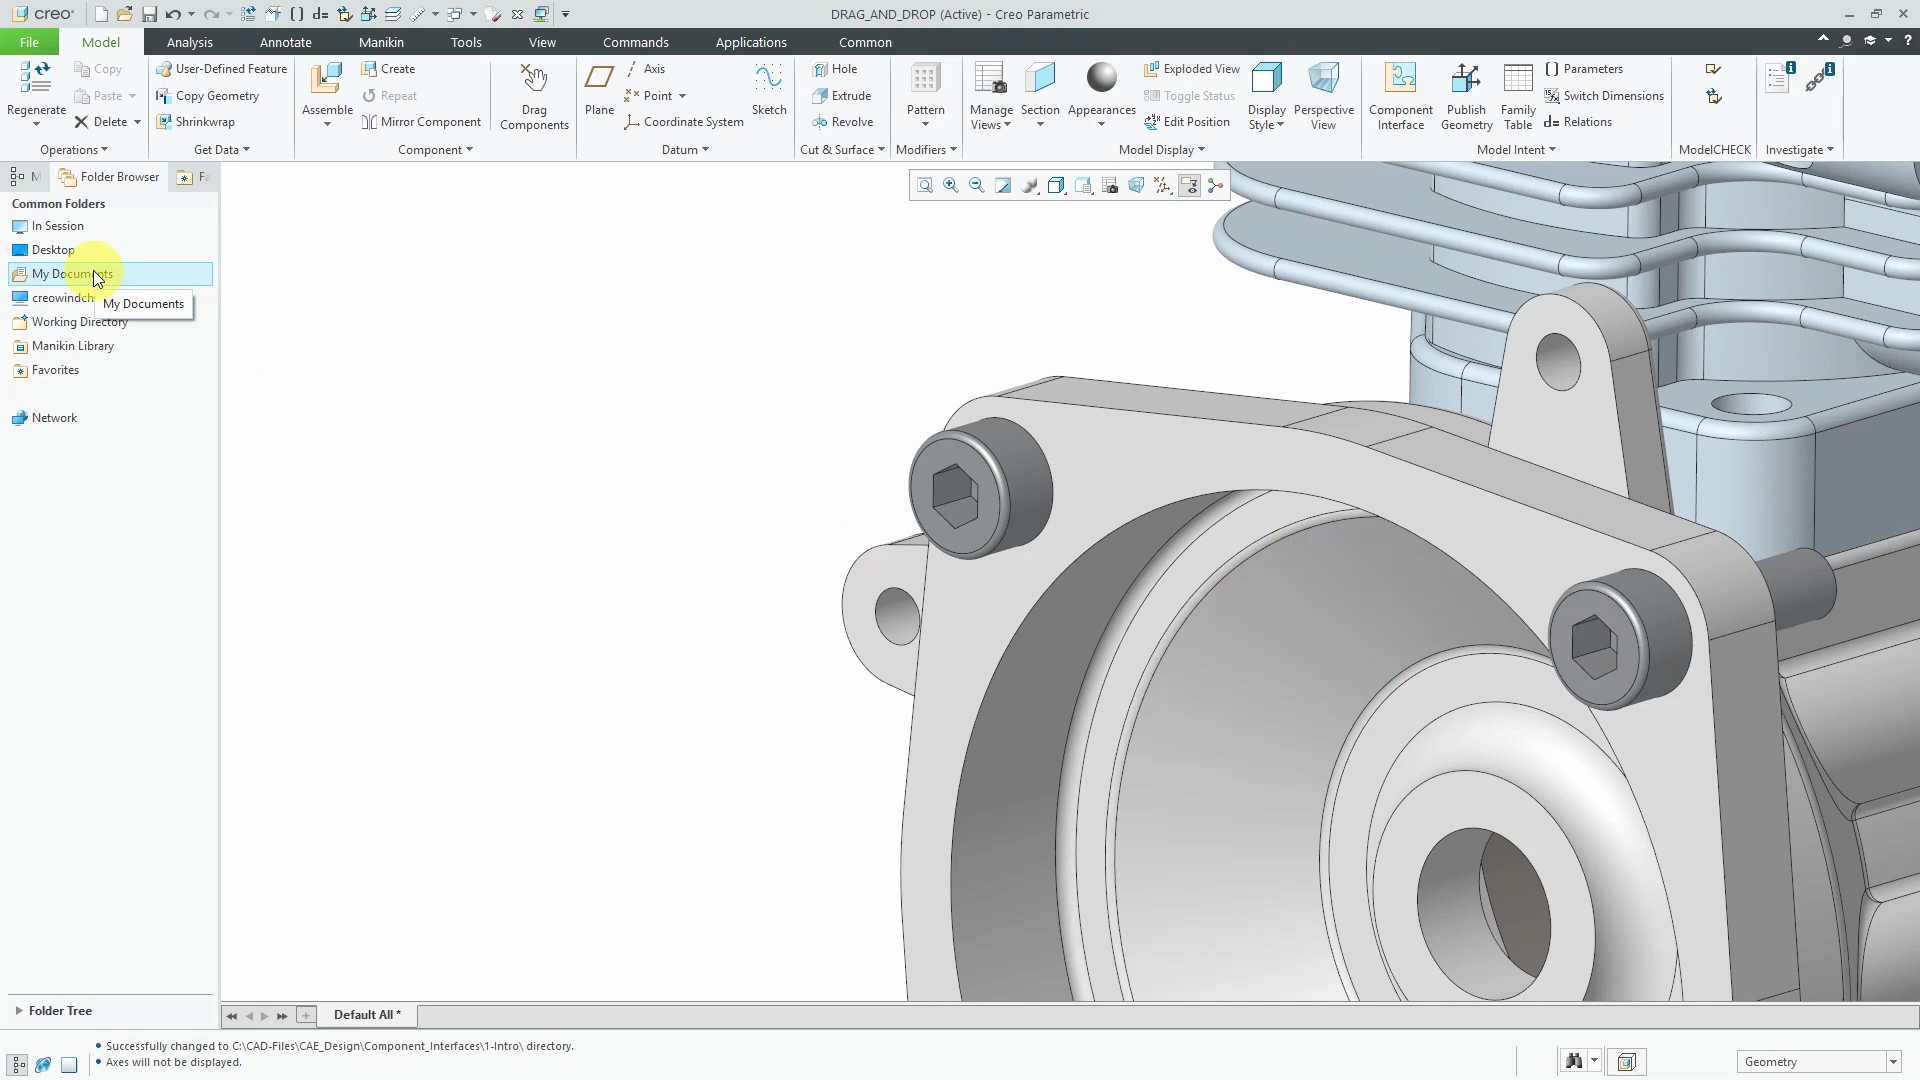 creo
DRAG_AND_DROP (Active) - Creo Parametric
File
Model
Analysis
Annotate
Manikin
Tools
View
Commands
Applications
Common
Regenerate
Copy
Paste
Delete
Operations
User-Defined Feature
Copy Geometry
Shrinkwrap
Get Data
Assemble
Create
Repeat
Mirror Component
Component
Drag
Components
Plane
Axis
Point
Coordinate System
Sketch
Datum
Hole
Extrude
Revolve
Cut & Surface
Pattern
Modifiers
Manage
Views
Section
Appearances
Exploded View
Toggle Status
Edit Position
Display
Style
Perspective
View
Model Display
Component
Interface
Publish
Geometry
Family
Table
Parameters
Switch Dimensions
Relations
Model Intent
ModelCHECK
Investigate
M
Folder Browser
Fa
Common Folders
In Session
Desktop
My Documents
creowindch
My Documents
Working Directory
Manikin Library
Favorites
Network
Folder Tree
Default All *
Successfully changed to C:\CAD-Files\CAE_Design\Component_Interfaces\1-Intro\ directory.
Axes will not be displayed.
Geometry